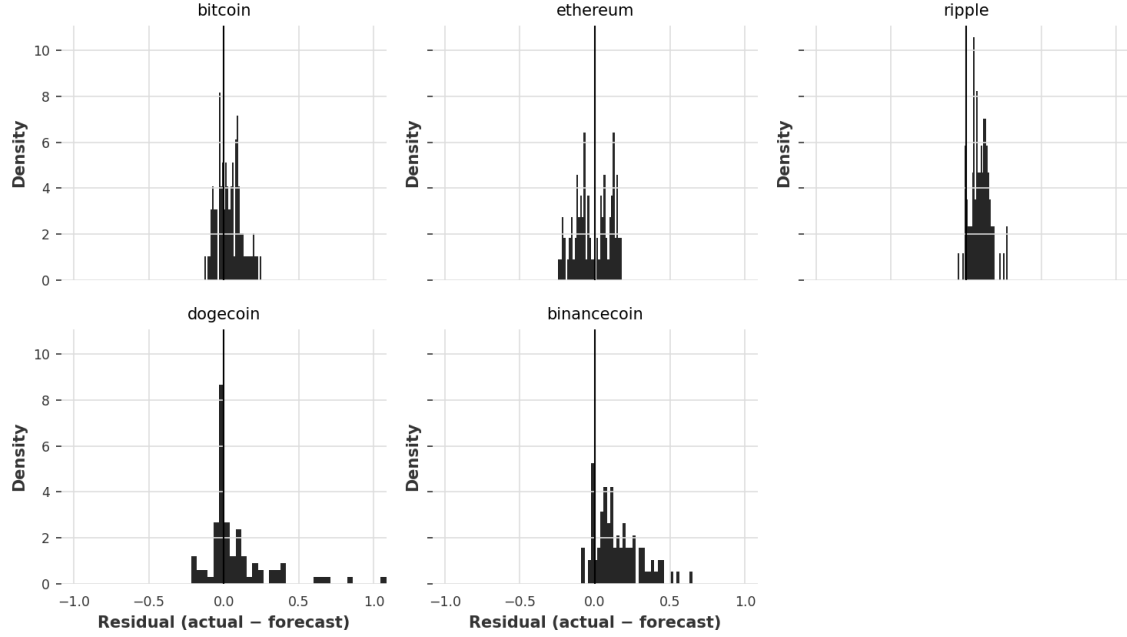 bitcoin
ethereum
ripple
10
8
6
4
2
0
Density
Density
Density
dogecoin
binancecoin
10
8
6
4
2
0
Density
Density
−1.0 −0.5 0.0 0.5 1.0
−1.0 −0.5 0.0 0.5 1.0
Residual (actual − forecast)
Residual (actual − forecast)